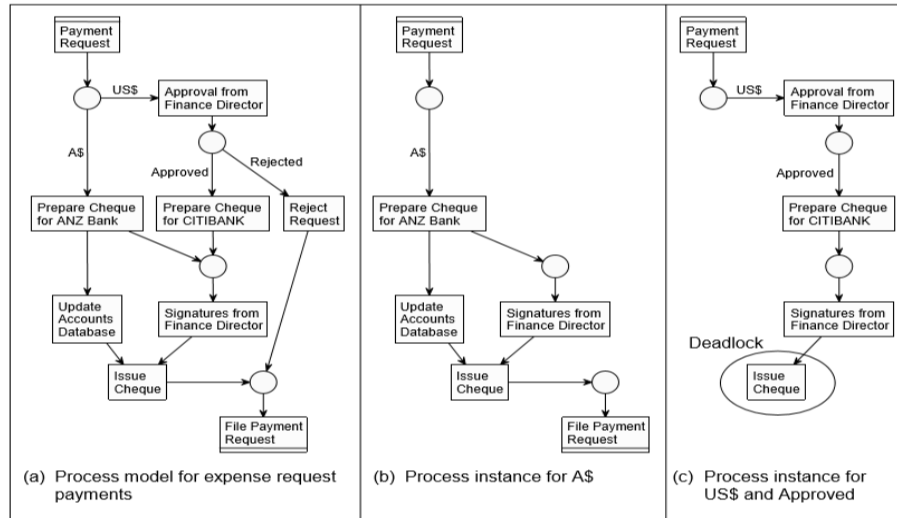 Payment
Request
US$
Approval from
Finance Director
A$
Approved
Rejected
Prepare Cheque
for ANZ Bank
Prepare Cheque
for CITIBANK
Reject
Request
Update
Accounts
Database
Signatures from
Finance Director
Issue
Cheque
File Payment
Request
(a) Process model for expense request
payments
Payment
Request
A$
Prepare Cheque
for ANZ Bank
Update
Accounts
Database
Signatures from
Finance Director
Issue
Cheque
File Payment
Request
(b) Process instance for A$
Payment
Request
US$
Approval from
Finance Director
Approved
Prepare Cheque
for CITIBANK
Signatures from
Finance Director
Deadlock
Issue
Cheque
(c) Process instance for
US$ and Approved